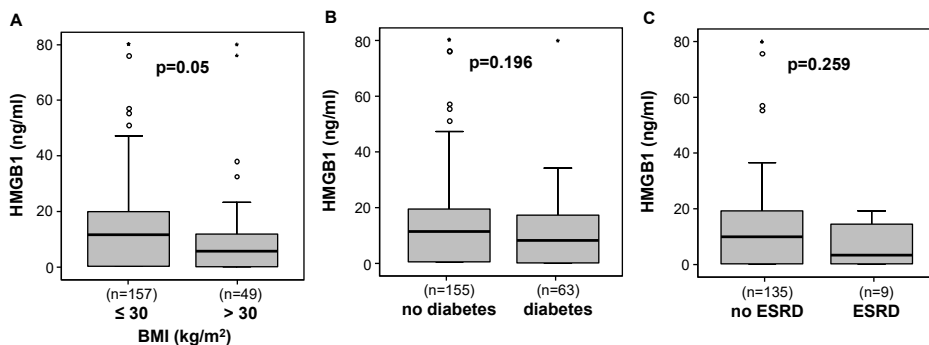 A
HMGB1 (ng/ml)
80
60
40
20
0
p=0.05
(n=157) (n=49)
≤ 30 > 30
BMI (kg/m²)
B
HMGB1 (ng/ml)
80
60
40
20
0
p=0.196
(n=155) (n=63)
no diabetes diabetes
C
HMGB1 (ng/ml)
80
60
40
20
0
p=0.259
(n=135) (n=9)
no ESRD ESRD